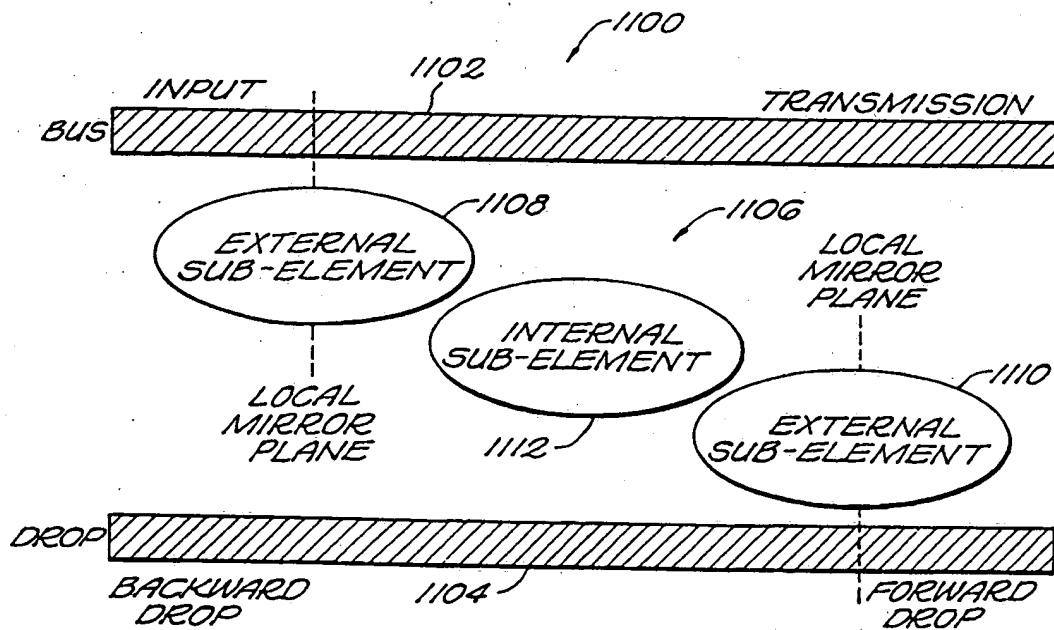 1100
1102
INPUT
TRANSMISSION
BUS
1108
1106
EXTERNAL
SUB-ELEMENT
LOCAL
MIRROR
PLANE
INTERNAL
SUB-ELEMENT
LOCAL
MIRROR
PLANE
1110
1112
EXTERNAL
SUB-ELEMENT
DROP
1104
BACKWARD
DROP
FORWARD
DROP